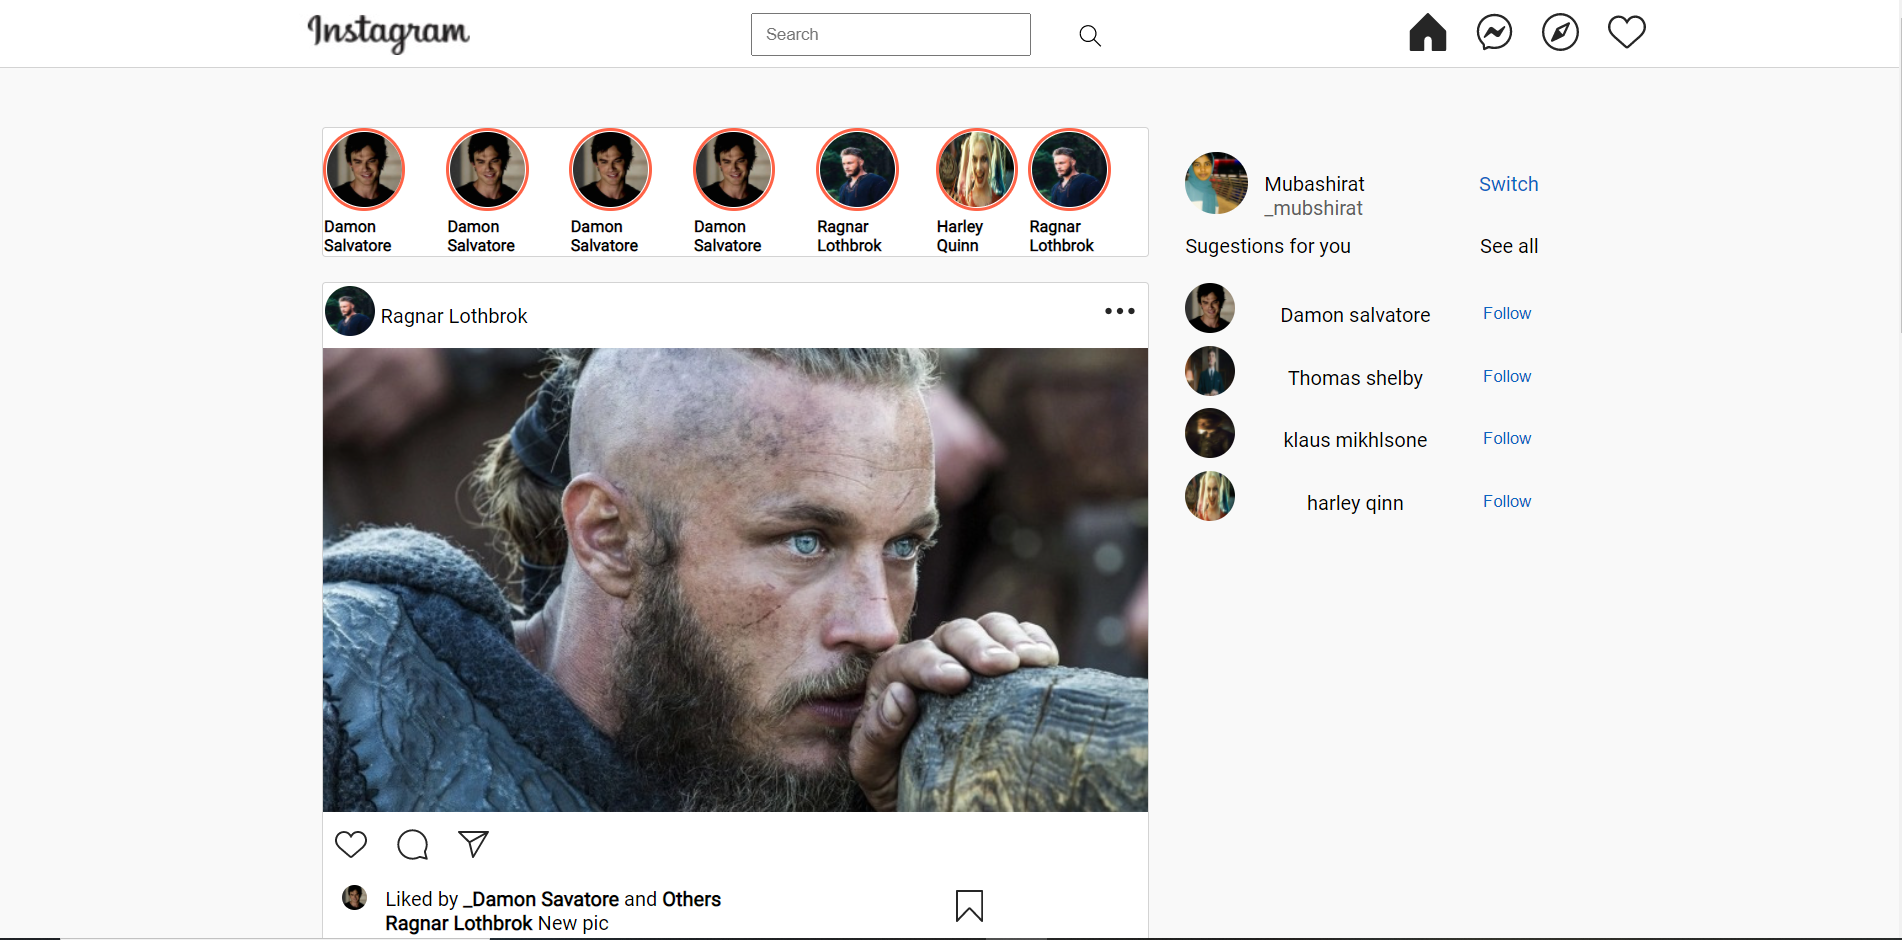 Instagram
Search
Damon
Salvatore
Damon
Salvatore
Damon
Salvatore
Damon
Salvatore
Ragnar
Lothbrok
Harley
Quinn
Ragnar
Lothbrok
Mubashirat
_mubshirat
Switch
Sugestions for you
See all
Damon salvatore
Follow
Thomas shelby
Follow
klaus mikhlsone
Follow
harley qinn
Follow
Ragnar Lothbrok
Liked by _Damon Savatore and Others
Ragnar Lothbrok New pic